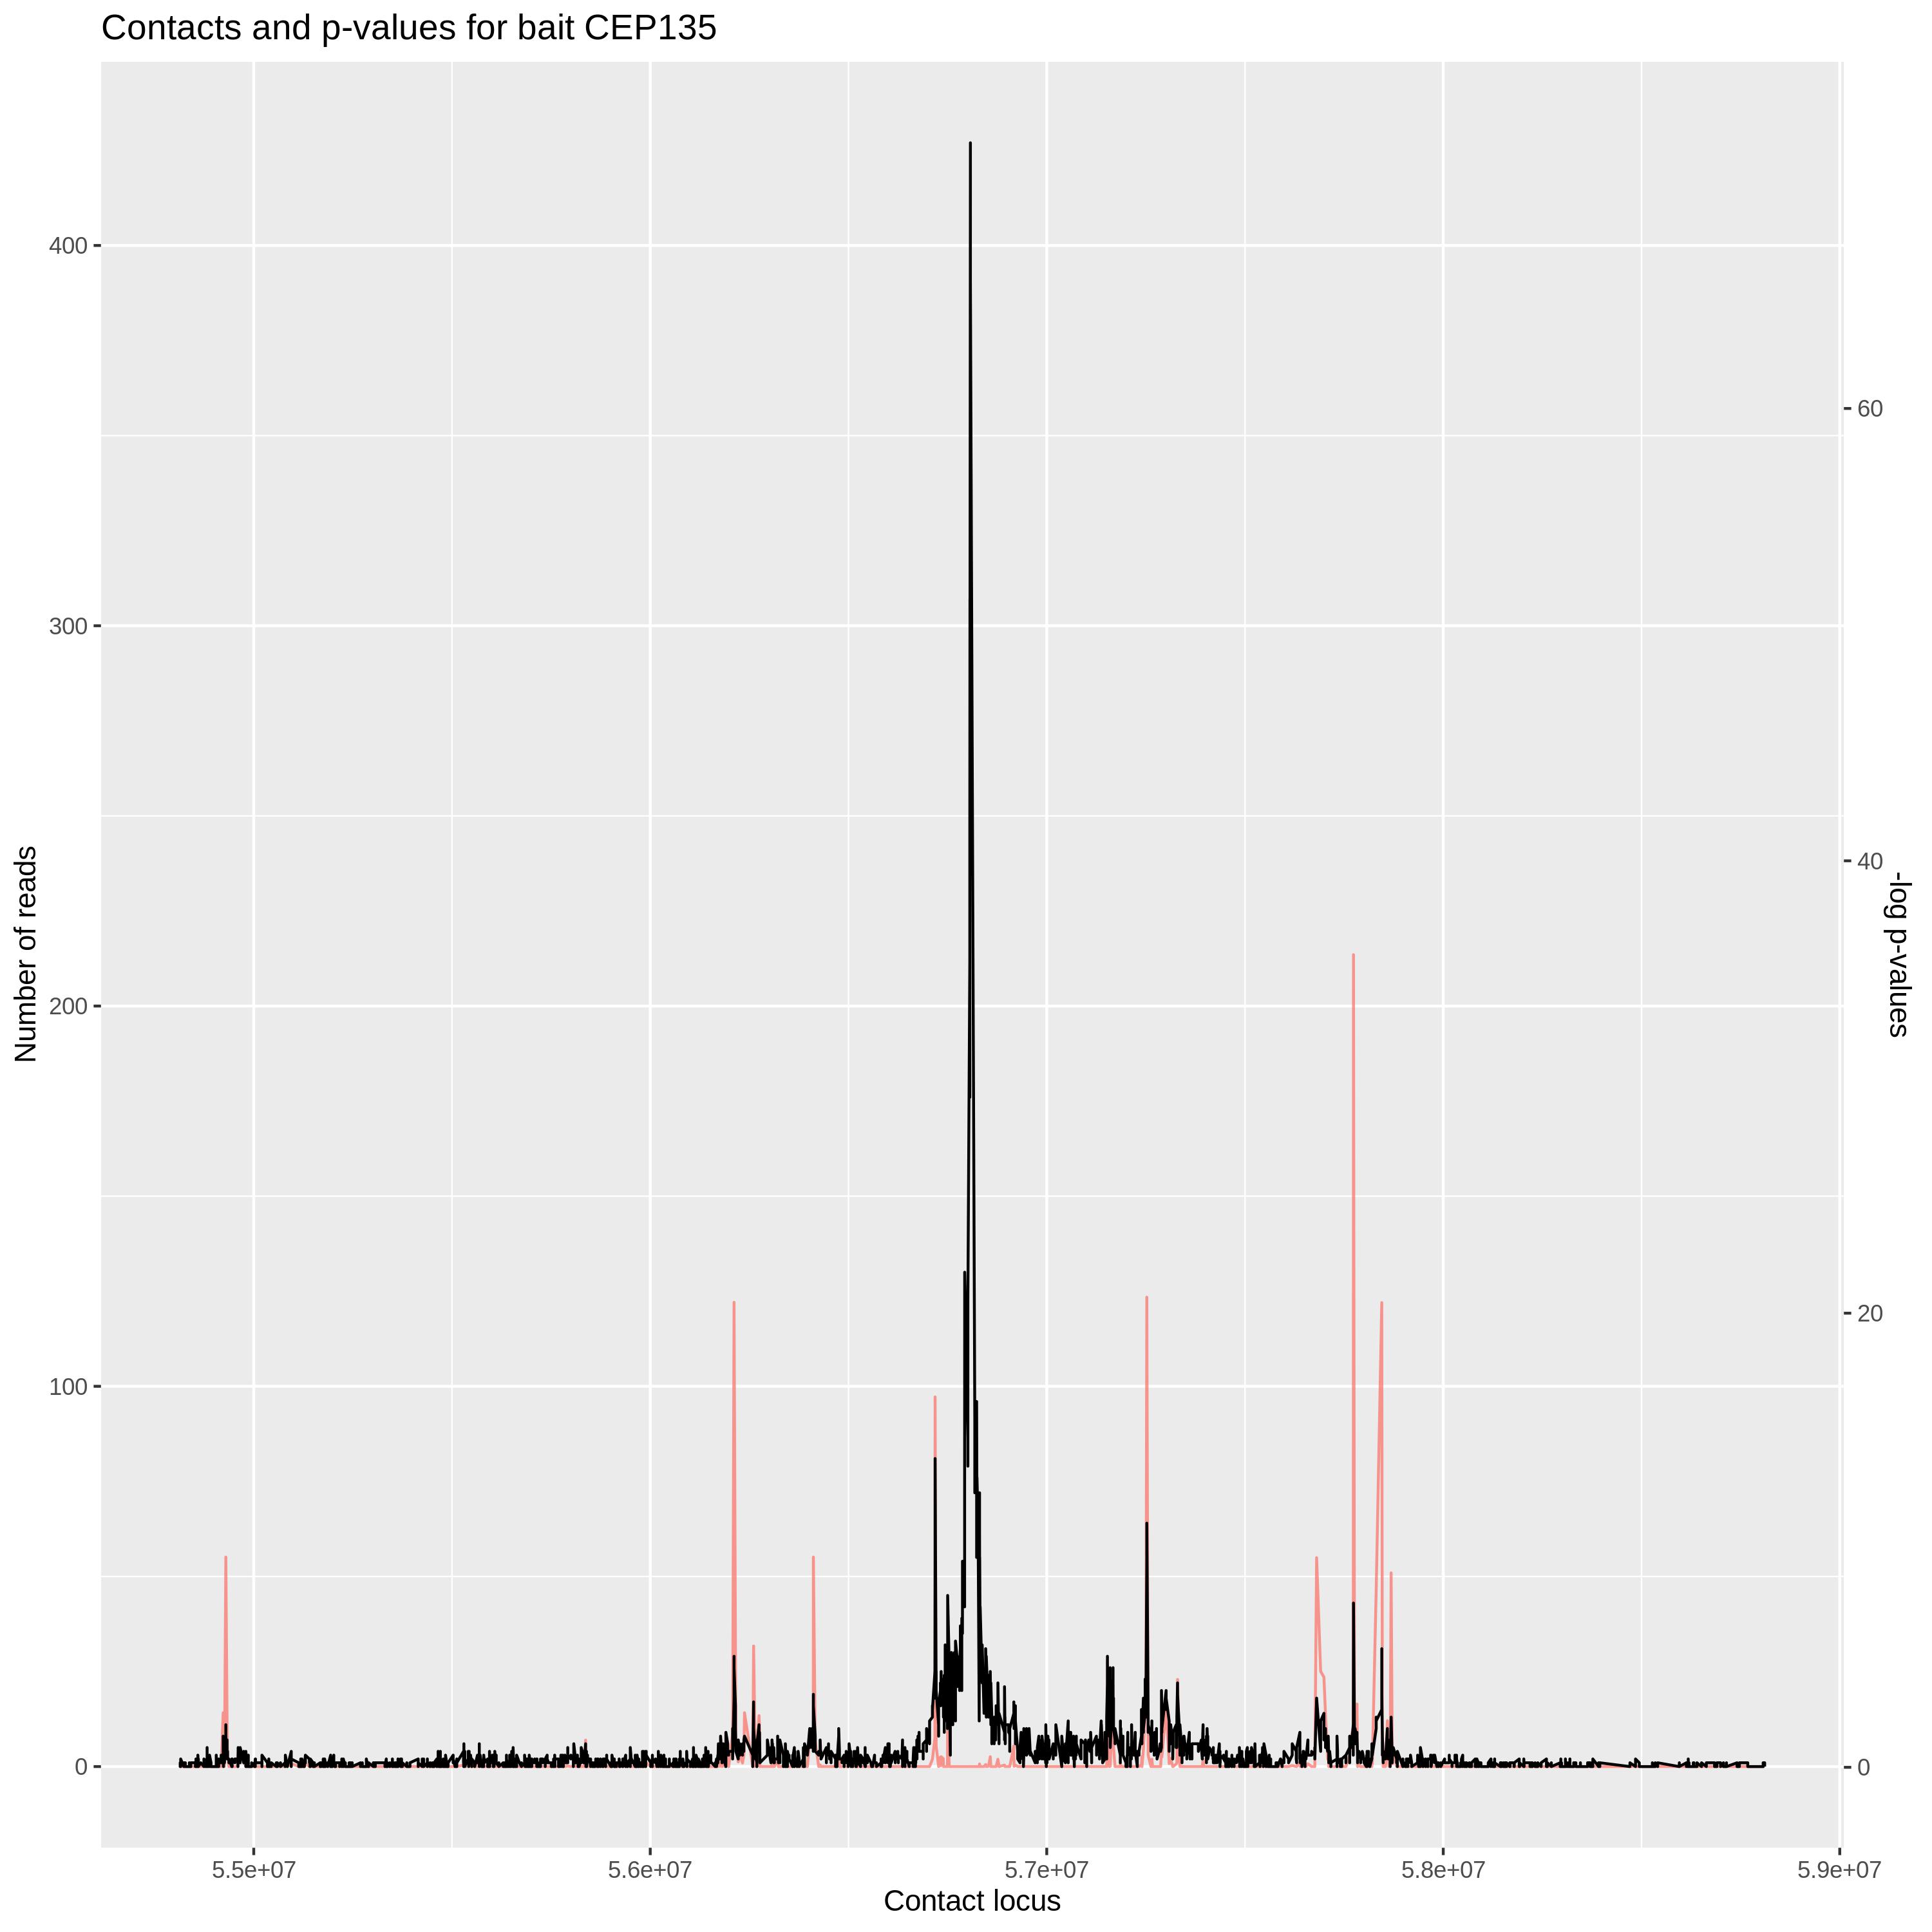 Contacts and p-values for bait CEP135
400
300
200
100
0
Number of reads
60
40
20
0
-log p-values
5.5e+07
5.6e+07
5.7e+07
5.8e+07
5.9e+07
Contact locus